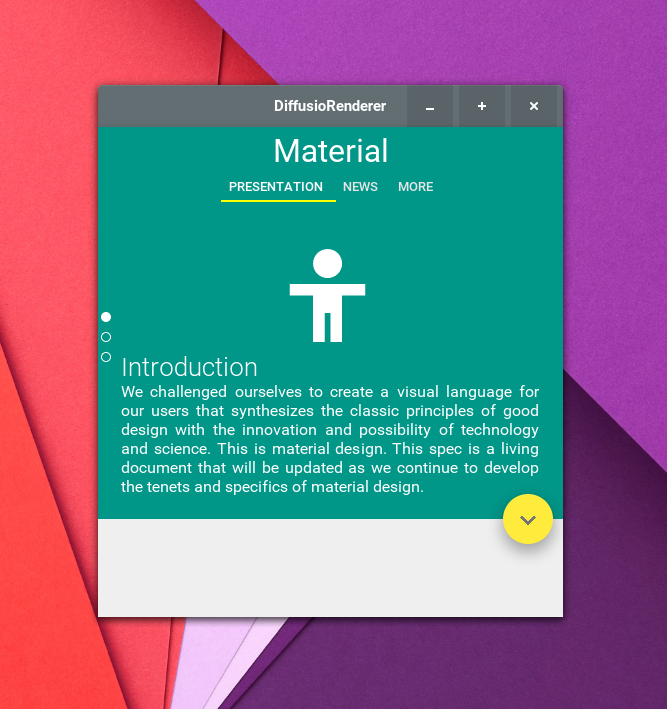 DiffusioRenderer
Material
PRESENTATION NEWS MORE
Introduction
We challenged ourselves to create a visual language for
our users that synthesizes the classic principles of good
design with the innovation and possibility of technology
and science. This is material design. This spec is a living
document that will be updated as we continue to develop
the tenets and specifics of material design.